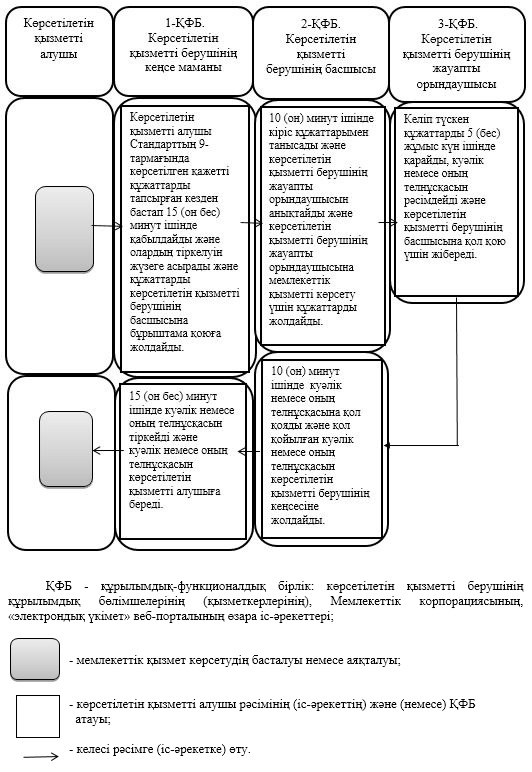 Көрсетілетін
қызметті
алушы
1-ҚФБ.
Көрсетілетін
қызметті берушінің
кеңсе маманы
2-ҚФБ.
Көрсетілетін
қызметті
берушінің басшысы
3-ҚФБ.
Көрсетілетін
қызметті берушінің
жауапты
орындаушысы
Көрсетілетін
қызметті алушы
Стандарттың 9-
тармағында
көрсетілген қажетті
құжаттарды
тапсырған кезден
бастап 15 (он бес)
минут ішінде
қабылдайды және
олардың тіркелуін
жүзеге асырады және
құжаттарды
көрсетілетін қызметті
берушінің
басшысына
бұрыштама қоюға
жолдайды.
10 (он) минут ішінде
кіріс құжаттарымен
танысады және
көрсетілетін
қызметті берушінің
жауапты
орындаушысын
анықтайды және
көрсетілетін
қызметті берушінің
жауапты
орындаушысына
мемлекеттік
қызметті көрсету
үшін құжаттарды
жолдайды.
Келіп түскен
құжаттарды 5 (бес)
жұмыс күн ішінде
қарайды, куәлік
немесе оның
телнұсқасын
рәсімдейді және
көрсетілетін
қызметті берушінің
басшысына қол қою
үшін жібереді.
15 (он бес) минут
ішінде куәлік немесе
оның телнұсқасын
тіркейді және
куәлік немесе оның
телнұсқасын
көрсетілетін
қызметті алушыға
береді.
10 (он) минут
ішінде куәлік
немесе оның
телнұсқасына қол
қояды және қол
қойылған куәлік
немесе оның
телнұсқасын
көрсетілетін
қызметті берушінің
кеңсесіне
жолдайды.
ҚФБ - құрылымдық-функционалдық бірлік: көрсетілетін қызметті берушінің
құрылымдық бөлімшелерінің (қызметкерлерінің), Мемлекеттік корпорациясының,
«электрондық үкімет» веб-порталының өзара іс-әрекеттері;
- мемлекеттік қызмет көрсетудің басталуы немесе аяқталуы;
- көрсетілетін қызметті алушы рәсімінің (іс-әрекеттің) және (немесе) ҚФБ
атауы;
- келесі рәсімге (іс-әрекетке) өту.